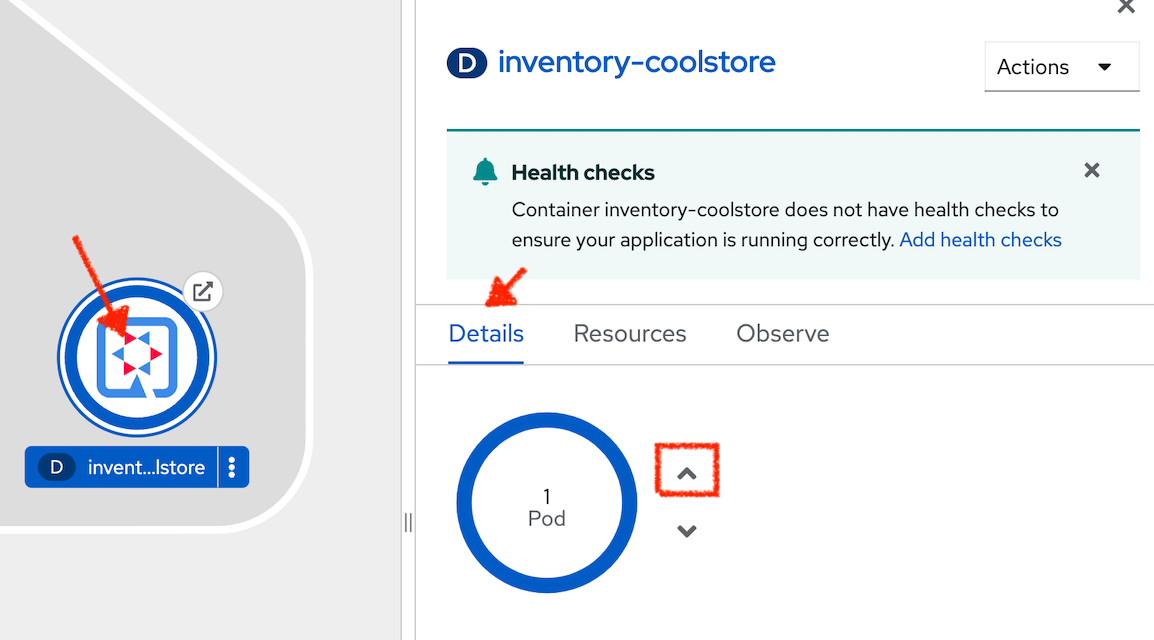 D inventory-coolstore
Actions
Health checks
Container inventory-coolstore does not have health checks to
ensure your application is running correctly. Add health checks
Details Resources Observe
D invent...lstore
1
Pod